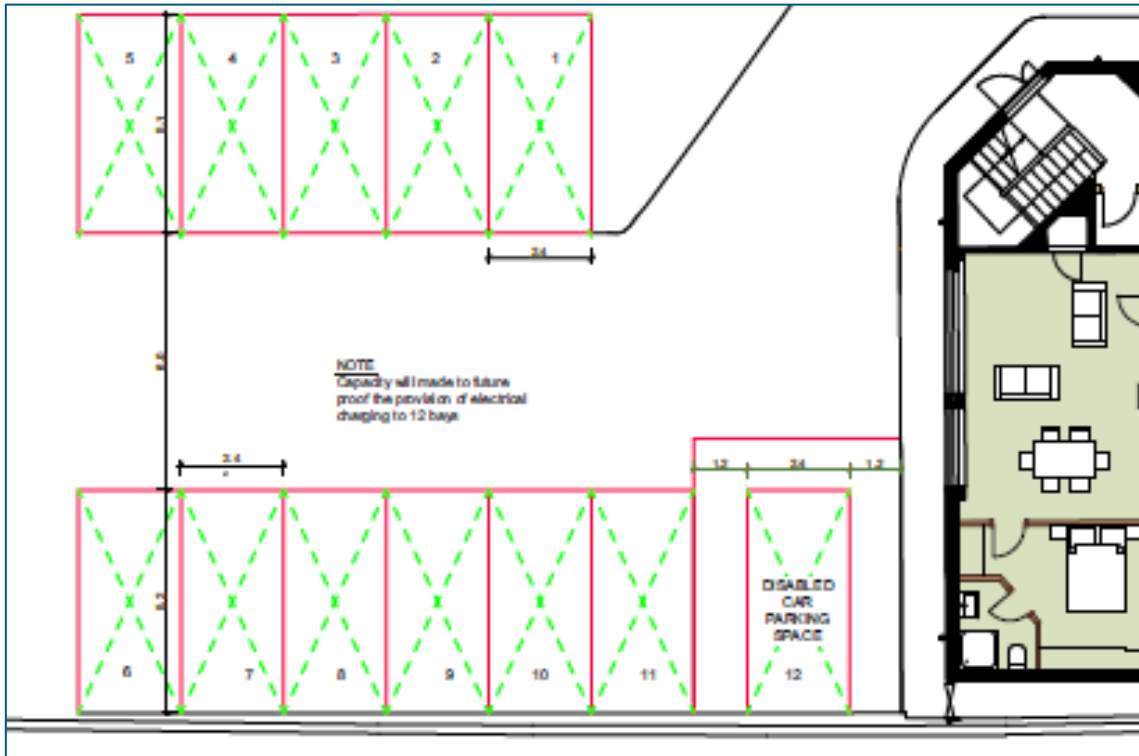 5 4 3 2 1
2.4
NOTE
Capacity will made to future
proof the provision of electrical
charging to 12 bays
2.4
1.2 2.4 1.2
DISABLED
CAR
PARKING
SPACE
6 7 8 9 10 11 12